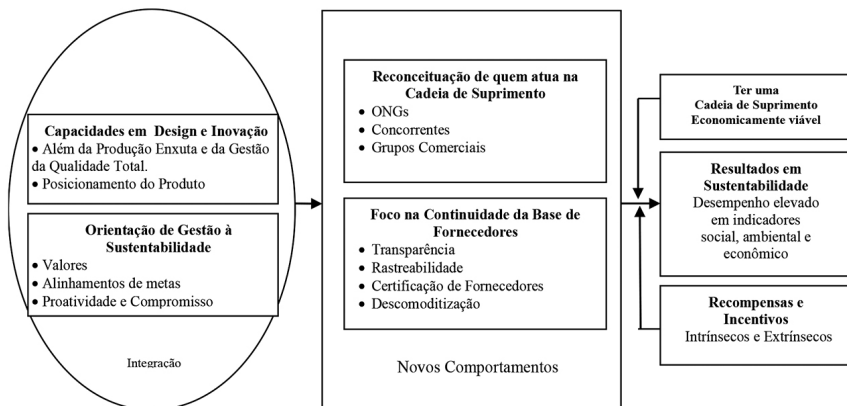 Capacidades em Design e Inovação
• Além da Produção Enxuta e da Gestão
da Qualidade Total.
• Posicionamento do Produto
Orientação de Gestão à
Sustentabilidade
• Valores
• Alinhamentos de metas
• Proatividade e Compromisso
Integração
Reconceituação de quem atua na
Cadeia de Suprimento
• ONGs
• Concorrentes
• Grupos Comerciais
Foco na Continuidade da Base de
Fornecedores
• Transparência
• Rastreabilidade
• Certificação de Fornecedores
• Descomoditização
Novos Comportamentos
Ter uma
Cadeia de Suprimento
Economicamente viável
Resultados em
Sustentabilidade
Desempenho elevado
em indicadores
social, ambiental e
econômico
Recompensas e
Incentivos
Intrínsecos e Extrínsecos